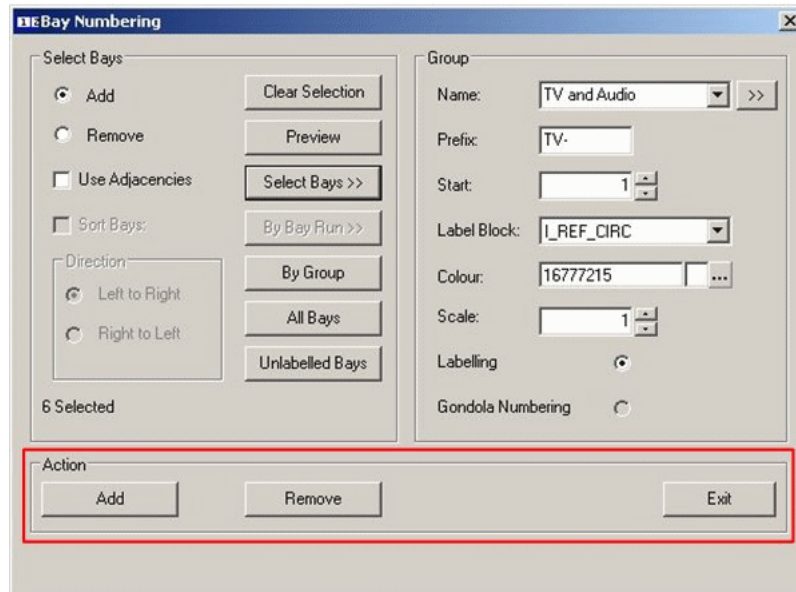 Bay Numbering
Select Bays
Add
Clear Selection
Remove
Preview
Use Adjacencies
Select Bays >>
Sort Bays:
By Bay Run >>
Direction
Left to Right
Right to Left
By Group
All Bays
Unlabelled Bays
6 Selected
Group
Name: TV and Audio >>
Prefix: TV-
Start: 1
Label Block: I_REF_CIRC
Colour: 16777215 ...
Scale: 1
Labelling
Gondola Numbering
Action
Add
Remove
Exit